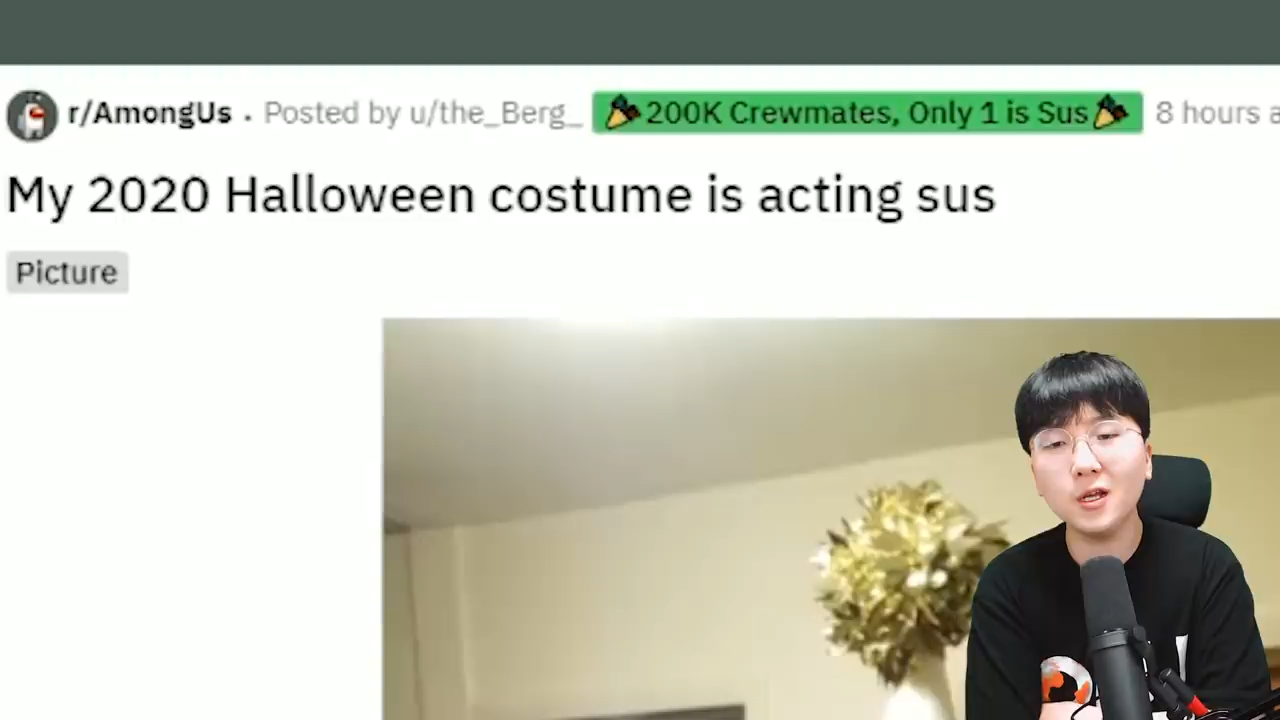 r/AmongUs · Posted by u/the_Berg_ 200K Crewmates, Only 1 is Sus 8 hours a
My 2020 Halloween costume is acting sus
Picture